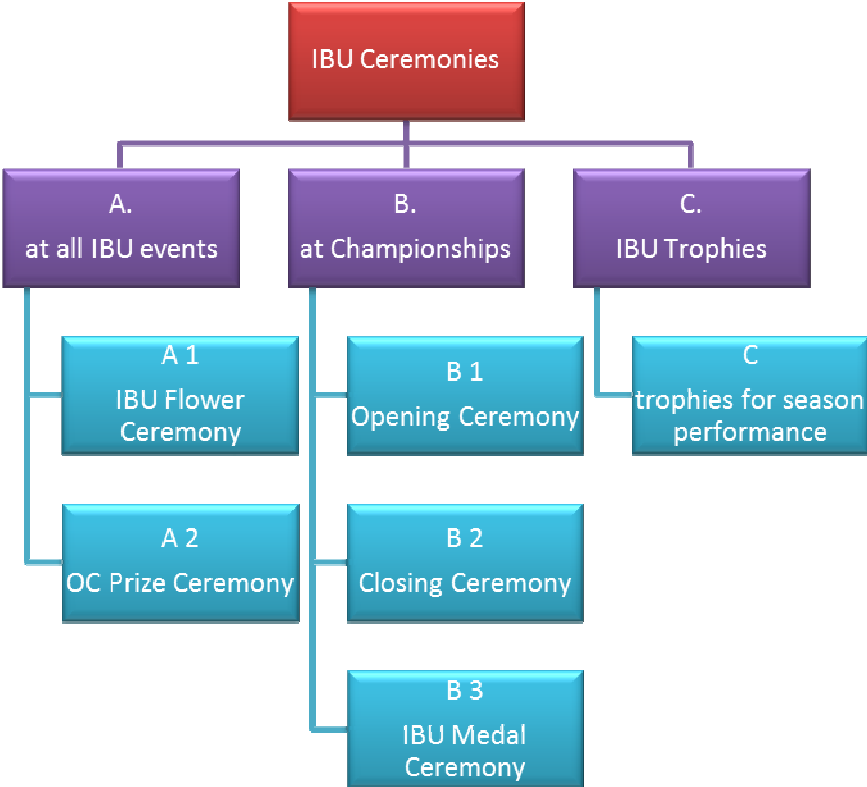 IBU Ceremonies
A.
at all IBU events
B.
at Championships
C.
IBU Trophies
A 1
IBU Flower
Ceremony
A 2
OC Prize Ceremony
B 1
Opening Ceremony
B 2
Closing Ceremony
B 3
IBU Medal
Ceremony
C
trophies for season
performance